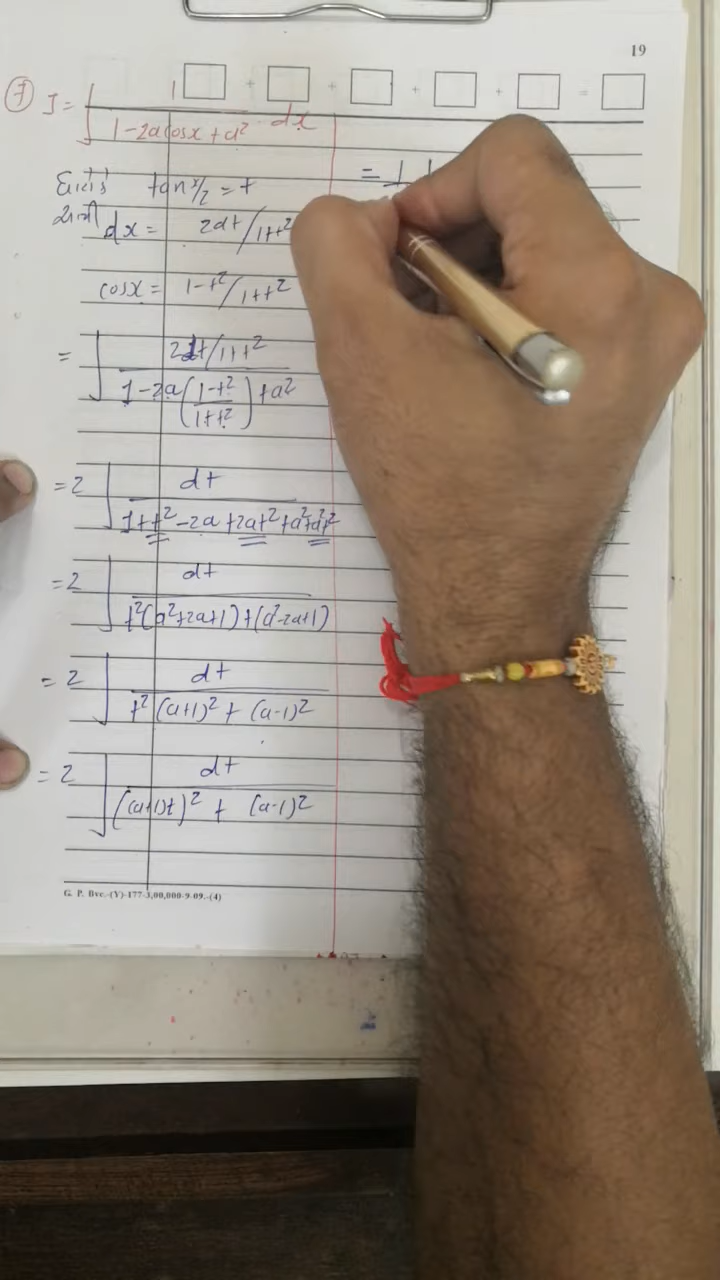 19
+ + + + =
7 I = ∫ 1 / 1-2a cosx + a² dx
ધારોકે tan x/2 = t
dx = 2dt/1+t²
cosx = 1-t²/1+t²
= ∫ 2dt/1+t² / 1-2a(1-t²/1+t²)+a²
= 2 ∫ dt / 1+t²-2a+2at²+a²+a²t²
= 2 ∫ dt / t²(a²+2a+1)+(a²-2a+1)
= 2 ∫ dt / t²(a+1)² + (a-1)²
= 2 ∫ dt / ((a+1)t)² + (a-1)²
=
G. P. Bvc.-(Y)-177-3,00,000-9-09.-(4)